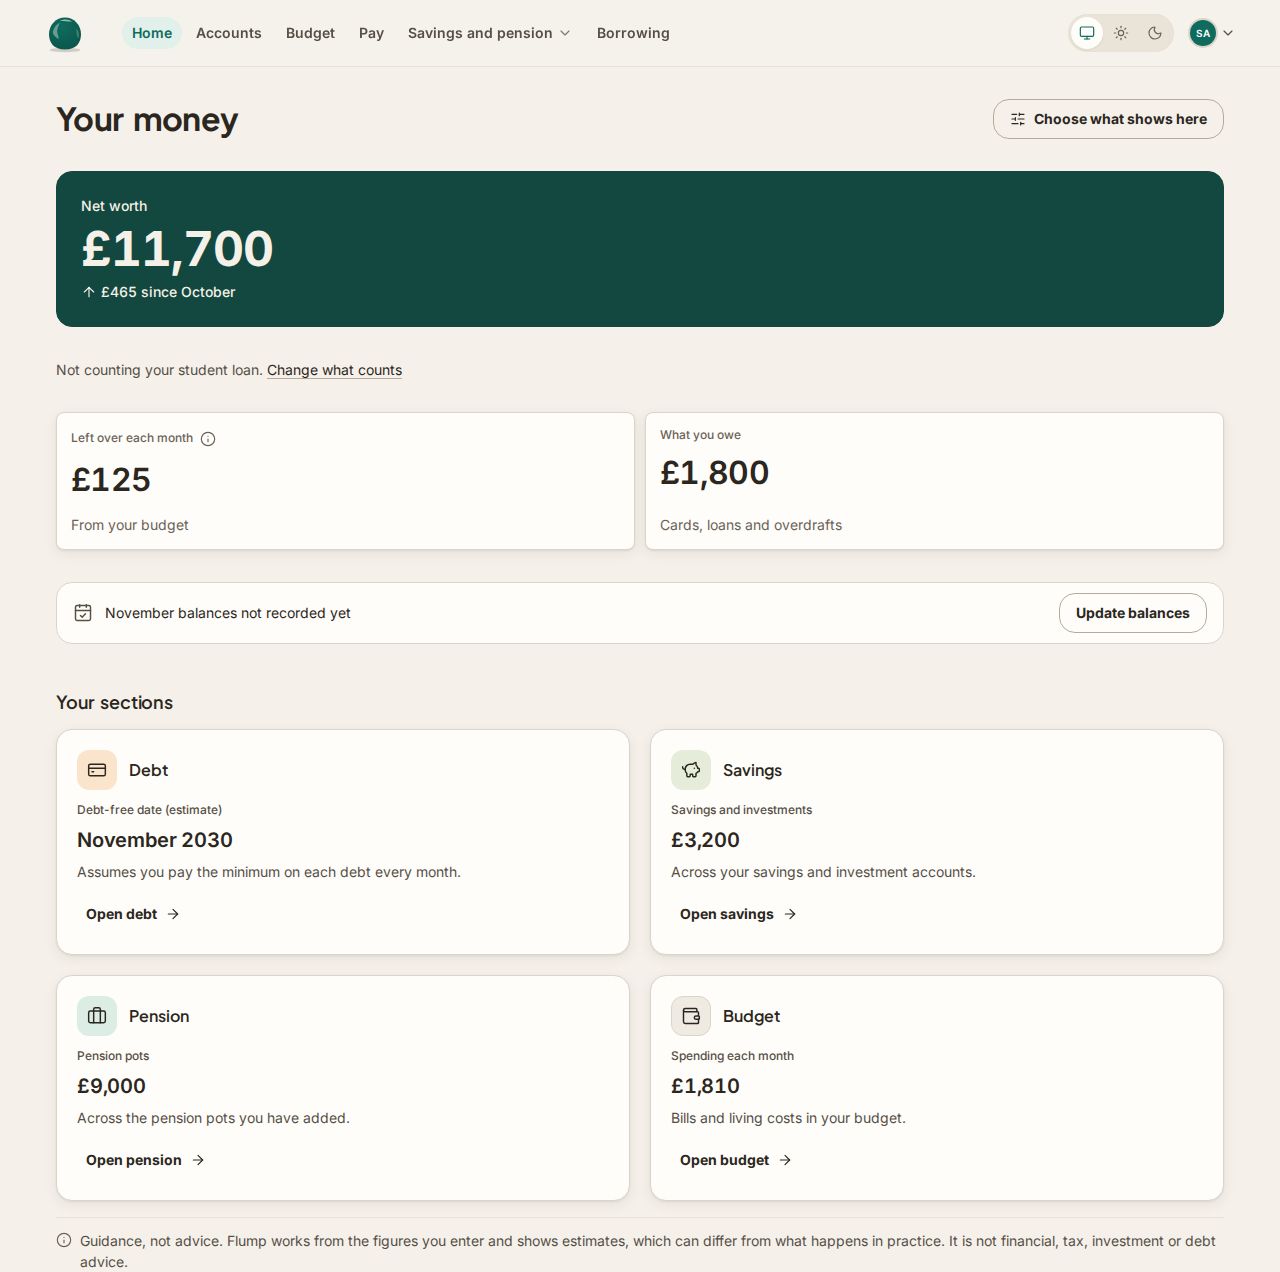 Home Accounts Budget Pay Savings and pension Borrowing SA
Your money
Choose what shows here
Net worth
£11,700
£465 since October
Not counting your student loan. Change what counts
Left over each month
£125
From your budget
What you owe
£1,800
Cards, loans and overdrafts
November balances not recorded yet
Update balances
Your sections
Debt
Debt-free date (estimate)
November 2030
Assumes you pay the minimum on each debt every month.
Open debt
Savings
Savings and investments
£3,200
Across your savings and investment accounts.
Open savings
Pension
Pension pots
£9,000
Across the pension pots you have added.
Open pension
Budget
Spending each month
£1,810
Bills and living costs in your budget.
Open budget
Guidance, not advice. Flump works from the figures you enter and shows estimates, which can differ from what happens in practice. It is not financial, tax, investment or debt
advice.